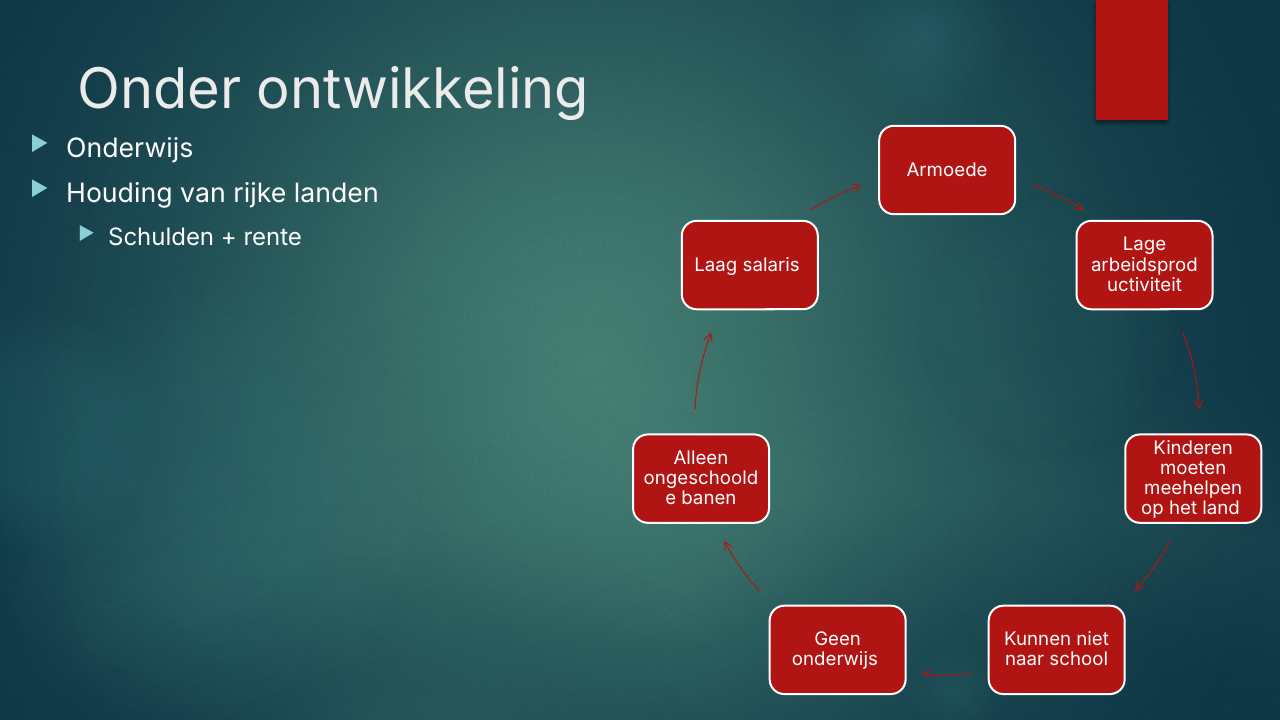 Onder ontwikkeling
Onderwijs
Houding van rijke landen
Schulden + rente
Armoede
Lage
arbeidsprod
uctiviteit
Kinderen
moeten
meehelpen
op het land
Kunnen niet
naar school
Geen
onderwijs
Alleen
ongeschoold
e banen
Laag salaris